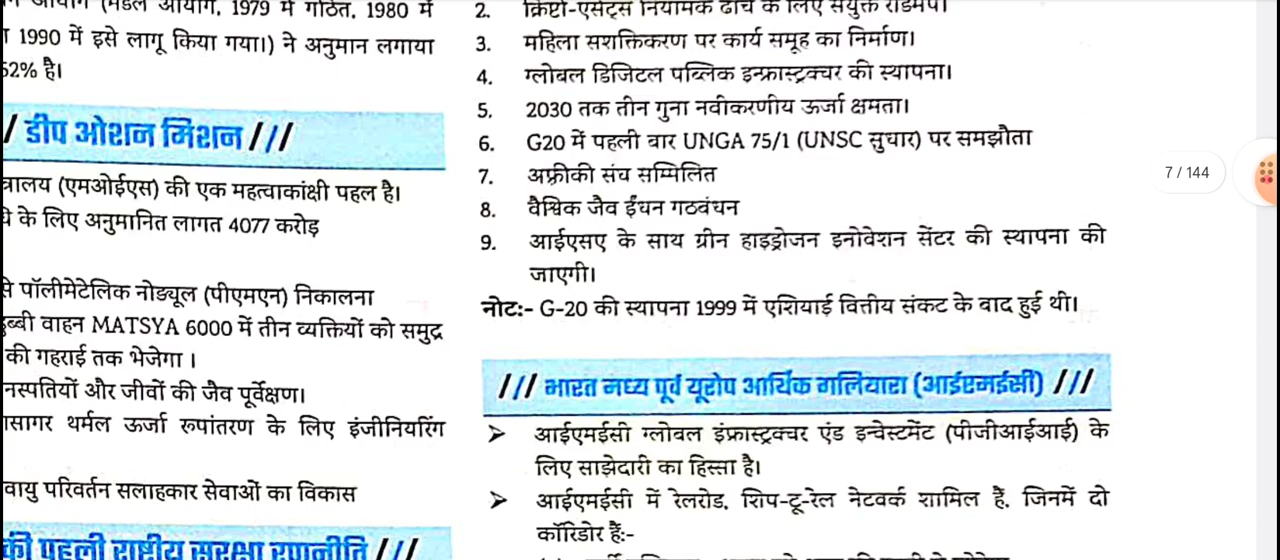 न आयोग (मंडल आयोग, 1979 में गठित, 1980 में
1990 में इसे लागू किया गया।) ने अनुमान लगाया
52% है।
/ डीप ओशन मिशन ///
त्रालय (एमओईएस) की एक महत्वाकांक्षी पहल है।
के लिए अनुमानित लागत 4077 करोड़
से पॉलीमेटेलिक नोड्यूल (पीएमएन) निकालना
ुब्बी वाहन MATSYA 6000 में तीन व्यक्तियों को समुद्र
की गहराई तक भेजेगा ।
नस्पतियों और जीवों की जैव पूर्वेक्षण।
ासागर थर्मल ऊर्जा रुपांतरण के लिए इंजीनियरिंग
वायु परिवर्तन सलाहकार सेवाओं का विकास
की पहली राष्ट्रीय सुरक्षा रणनीति ///
2. क्रिप्टो-एसेट्स नियामक ढांचे के लिए संयुक्त रोडमैप।
3. महिला सशक्तिकरण पर कार्य समूह का निर्माण।
4. ग्लोबल डिजिटल पब्लिक इन्फ्रास्ट्रक्चर की स्थापना।
5. 2030 तक तीन गुना नवीकरणीय ऊर्जा क्षमता।
6. G20 में पहली बार UNGA 75/1 (UNSC सुधार) पर समझौता
7. अफ्रीकी संघ सम्मिलित
8. वैश्विक जैव ईंधन गठबंधन
9. आईएसए के साथ ग्रीन हाइड्रोजन इनोवेशन सेंटर की स्थापना की
जाएगी।
नोट:- G-20 की स्थापना 1999 में एशियाई वित्तीय संकट के बाद हुई थी।
/// भारत मध्य पूर्व यूरोप आर्थिक गलियारा (आईएमईसी) ///
➢ आईएमईसी ग्लोबल इंफ्रास्ट्रक्चर एंड इन्वेस्टमेंट (पीजीआईआई) के
लिए साझेदारी का हिस्सा है।
➢ आईएमईसी में रेलरोड, शिप-टू-रेल नेटवर्क शामिल हैं, जिनमें दो
कॉरिडोर हैं:-
7 / 144